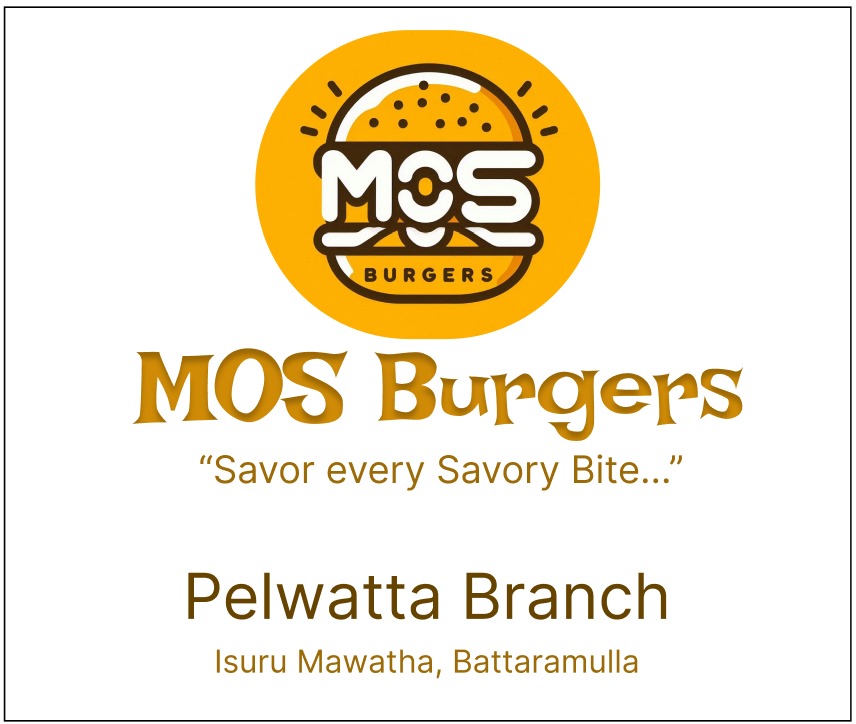 MOS
BURGERS
MOS Burgers
“Savor every Savory Bite...”
Pelwatta Branch
Isuru Mawatha, Battaramulla